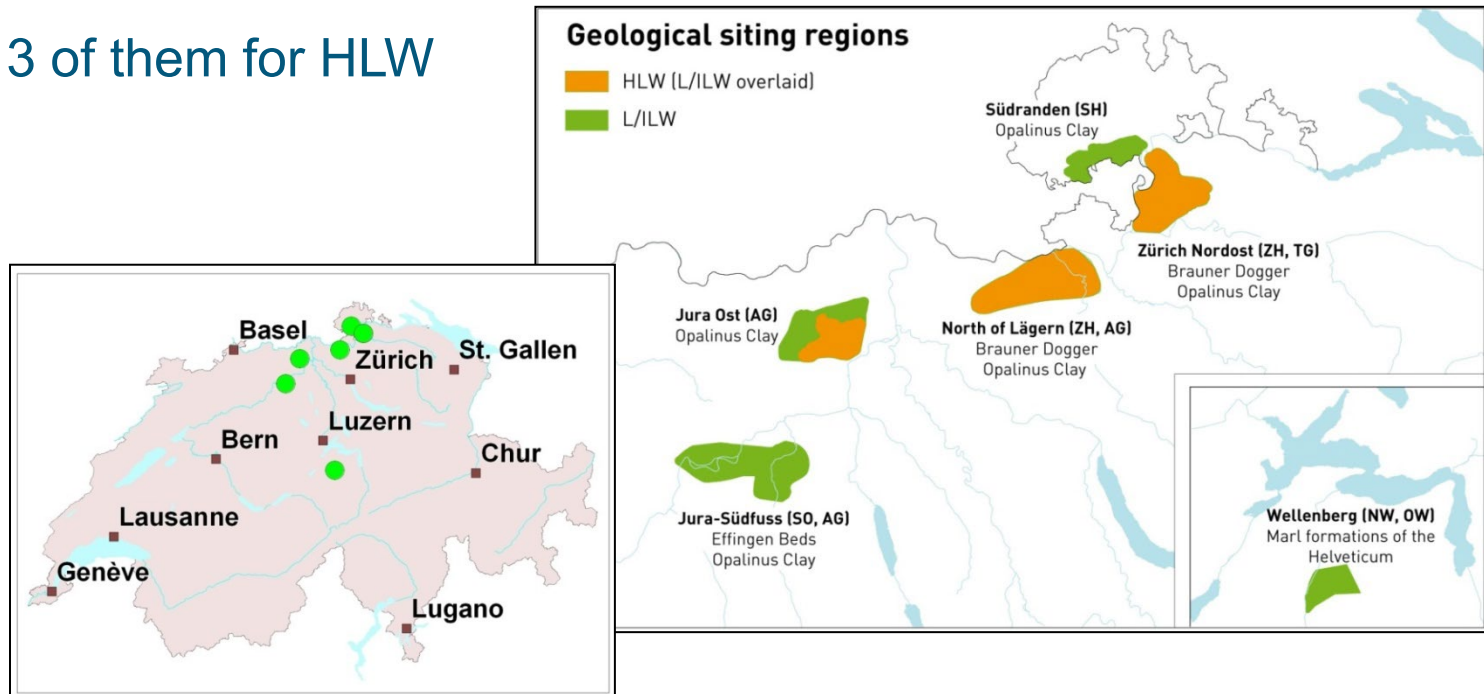 3 of them for HLW
Geological siting regions
HLW (L/ILW overlaid)
L/ILW
Südranden (SH)
Opalinus Clay
Zürich Nordost (ZH, TG)
Brauner Dogger
Opalinus Clay
Jura Ost (AG)
Opalinus Clay
North of Lägern (ZH, AG)
Brauner Dogger
Opalinus Clay
Jura-Südfuss (SO, AG)
Effingen Beds
Opalinus Clay
Wellenberg (NW, OW)
Marl formations of the
Helveticum
Basel
Zürich
St. Gallen
Luzern
Bern
Chur
Lausanne
Genève
Lugano